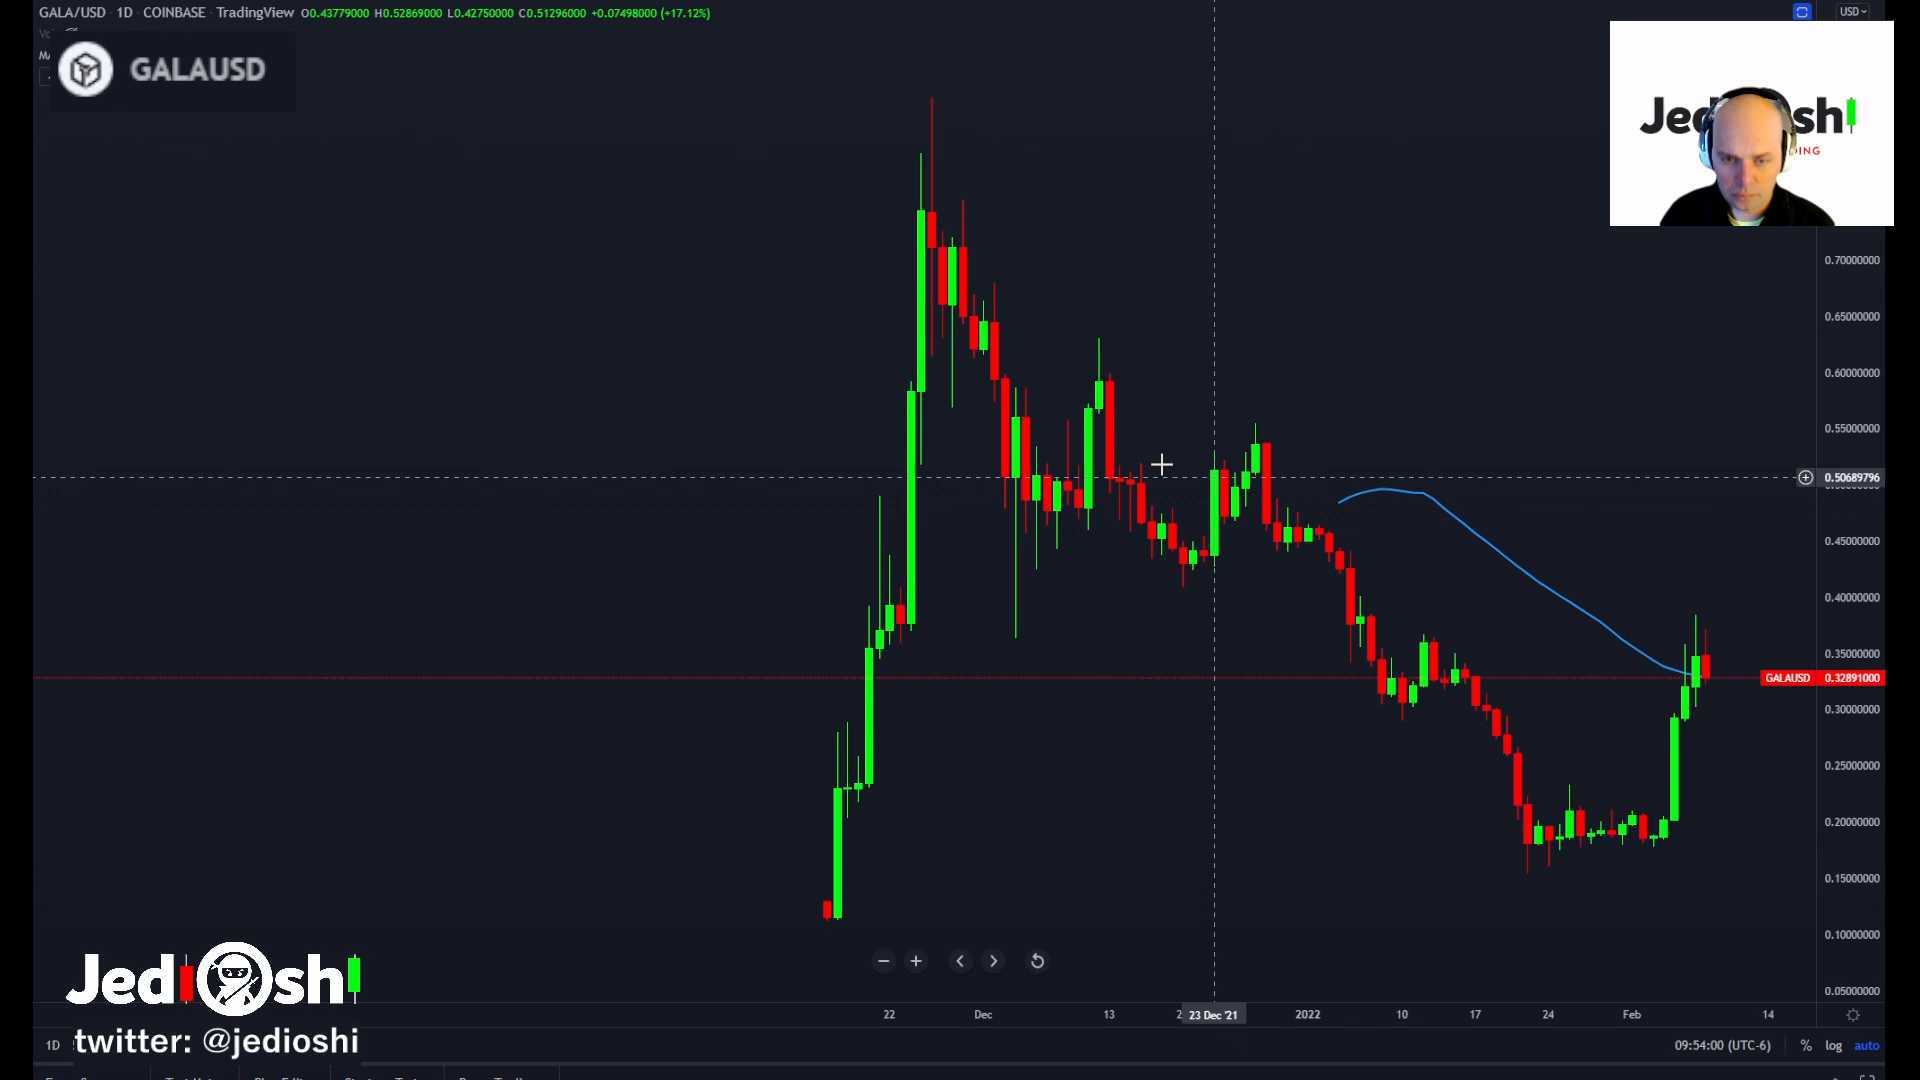 GALA/USD · 1D · COINBASE · TradingView O0.43779000 H0.52869000 L0.42750000 C0.51296000 +0.07498000 (+17.12%)
USD
GALAUSD
Jed sh
ING
0.70000000
0.65000000
0.60000000
0.55000000
0.50689796
0.45000000
0.40000000
0.35000000
GALAUSD 0.32891000
0.30000000
0.25000000
0.20000000
0.15000000
0.10000000
0.05000000
JediOshi
22 Dec 13 23 Dec '21 2022 10 17 24 Feb 14
twitter: @jedioshi
1D 09:54:00 (UTC-6) % log auto